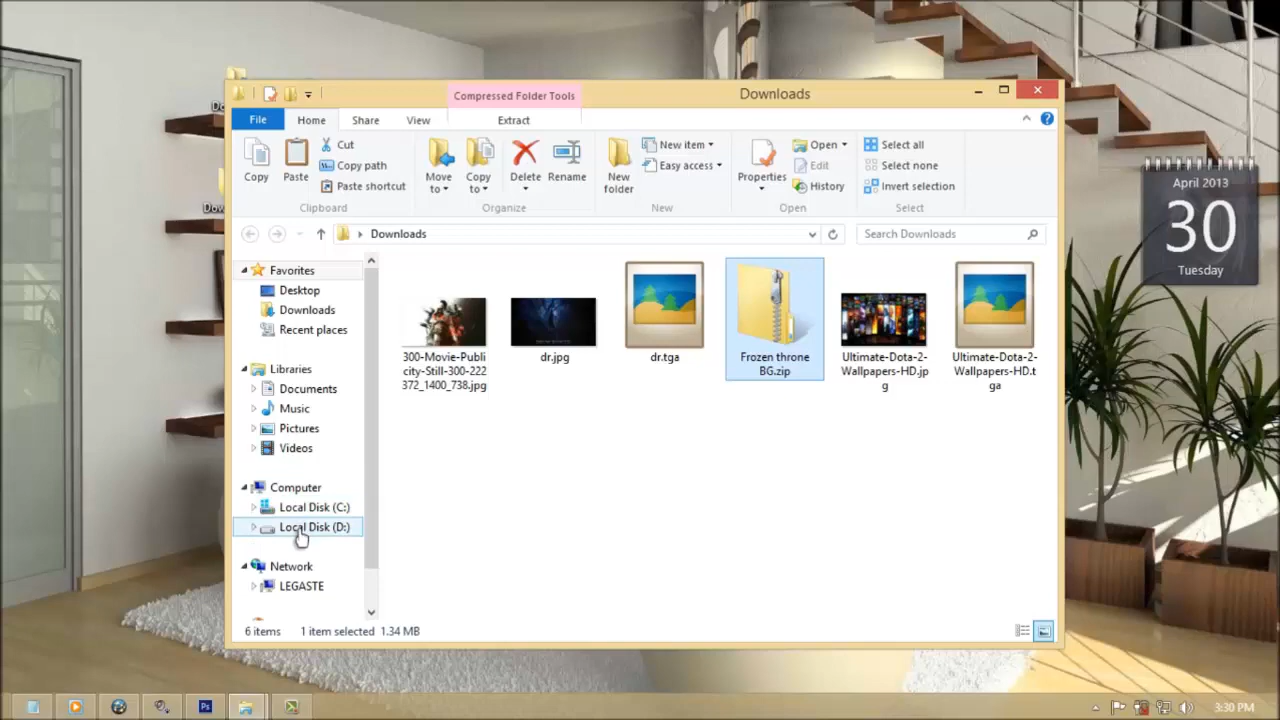 Compressed Folder Tools
Downloads
File
Home
Share
View
Extract
Copy
Paste
Cut
Copy path
Paste shortcut
Clipboard
Move to
Copy to
Delete
Rename
Organize
New folder
New item
Easy access
New
Properties
Open
Edit
History
Open
Select all
Select none
Invert selection
Select
Downloads
Search Downloads
Favorites
Desktop
Downloads
Recent places
Libraries
Documents
Music
Pictures
Videos
Computer
Local Disk (C:)
Local Disk (D:)
Network
LEGASTE
300-Movie-Publi
city-Still-300-222
372_1400_738.jpg
dr.jpg
dr.tga
Frozen throne
BG.zip
Ultimate-Dota-2-
Wallpapers-HD.jp
g
Ultimate-Dota-2-
Wallpapers-HD.t
ga
6 items
1 item selected 1.34 MB
April 2013
30
Tuesday
Ps
3:30 PM